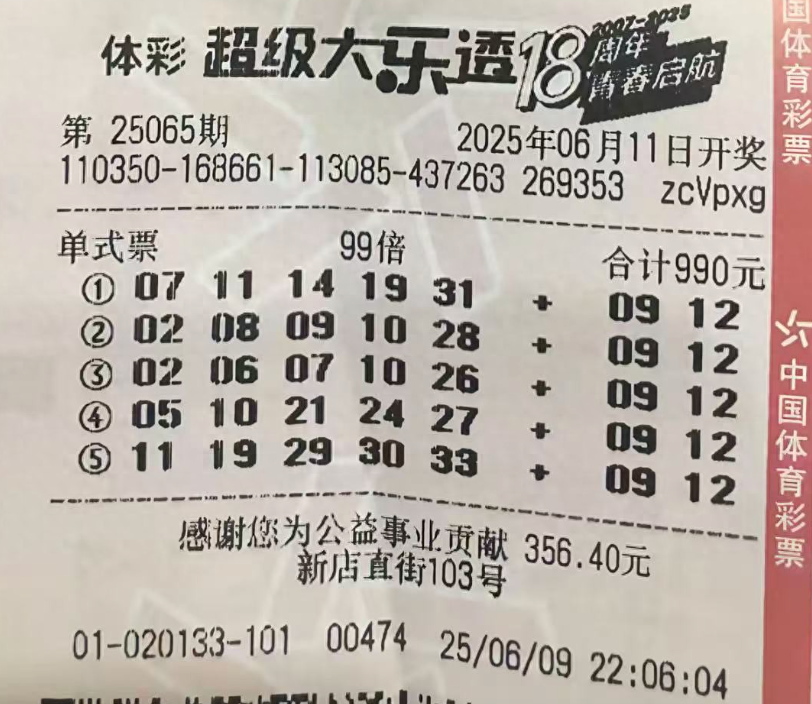 体彩 超级大乐透 18 2007-2025 周年 青春启航
第 25065期 2025年06月11日开奖
110350-168661-113085-437263 269353 zcVpxg
单式票 99倍 合计990元
① 07 11 14 19 31 + 09 12
② 02 08 09 10 28 + 09 12
③ 02 06 07 10 26 + 09 12
④ 05 10 21 24 27 + 09 12
⑤ 11 19 29 30 33 + 09 12
感谢您为公益事业贡献 356.40元
新店直街103号
01-020133-101 00474 25/06/09 22:06:04
国体育彩票
中国体育彩票